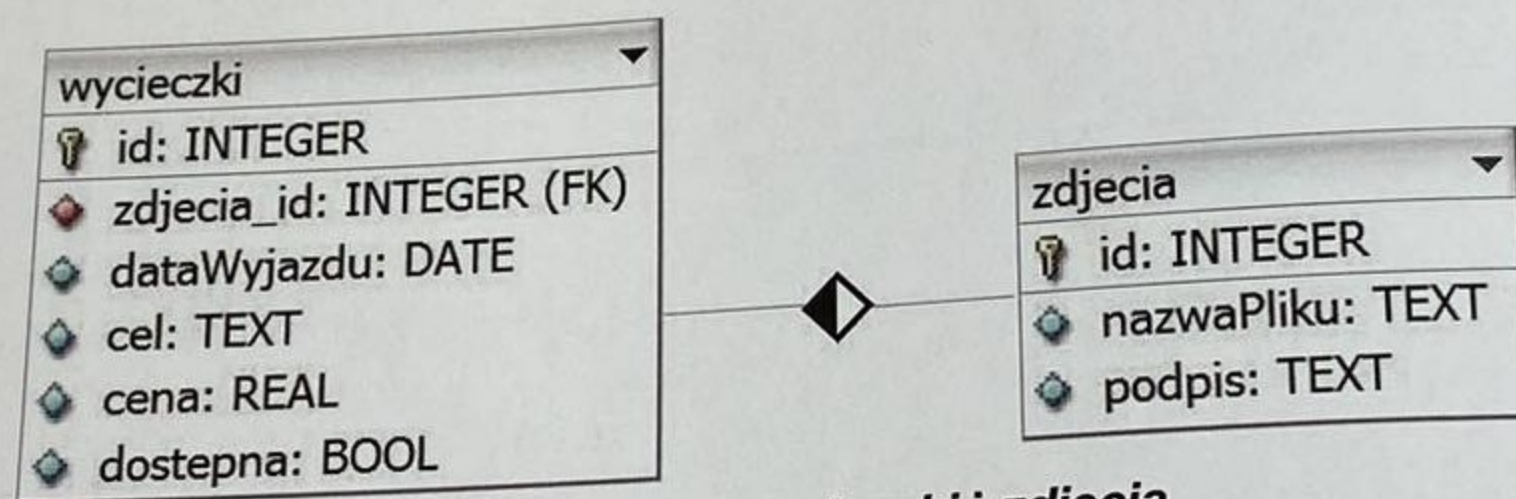 wycieczki
id: INTEGER
zdjecia_id: INTEGER (FK)
dataWyjazdu: DATE
cel: TEXT
cena: REAL
dostepna: BOOL
zdjecia
id: INTEGER
nazwaPliku: TEXT
podpis: TEXT
i zdjecia